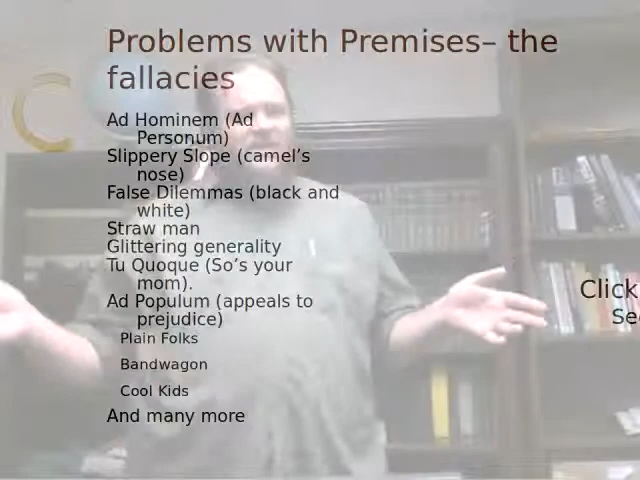 Problems with Premises– the
fallacies
Ad Hominem (Ad
Personum)
Slippery Slope (camel’s
nose)
False Dilemmas (black and
white)
Straw man
Glittering generality
Tu Quoque (So’s your
mom).
Ad Populum (appeals to
prejudice)
Plain Folks
Bandwagon
Cool Kids
And many more
Click